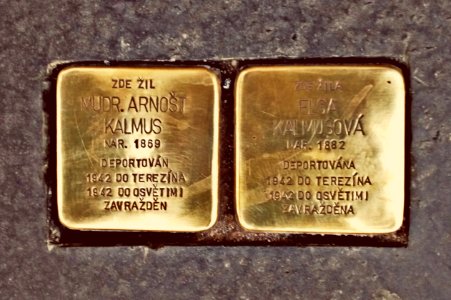 ZDE ŽIL
MUDR. ARNOŠT
KALMUS
NAR. 1869
DEPORTOVÁN
1942 DO TEREZÍNA
1942 DO OSVĚTIMI
ZAVRAŽDĚN
ZDE ŽILA
ELSA
KALMUSOVÁ
NAR. 1882
DEPORTOVÁNA
1942 DO TEREZÍNA
1942 DO OSVĚTIMI
ZAVRAŽDĚNA